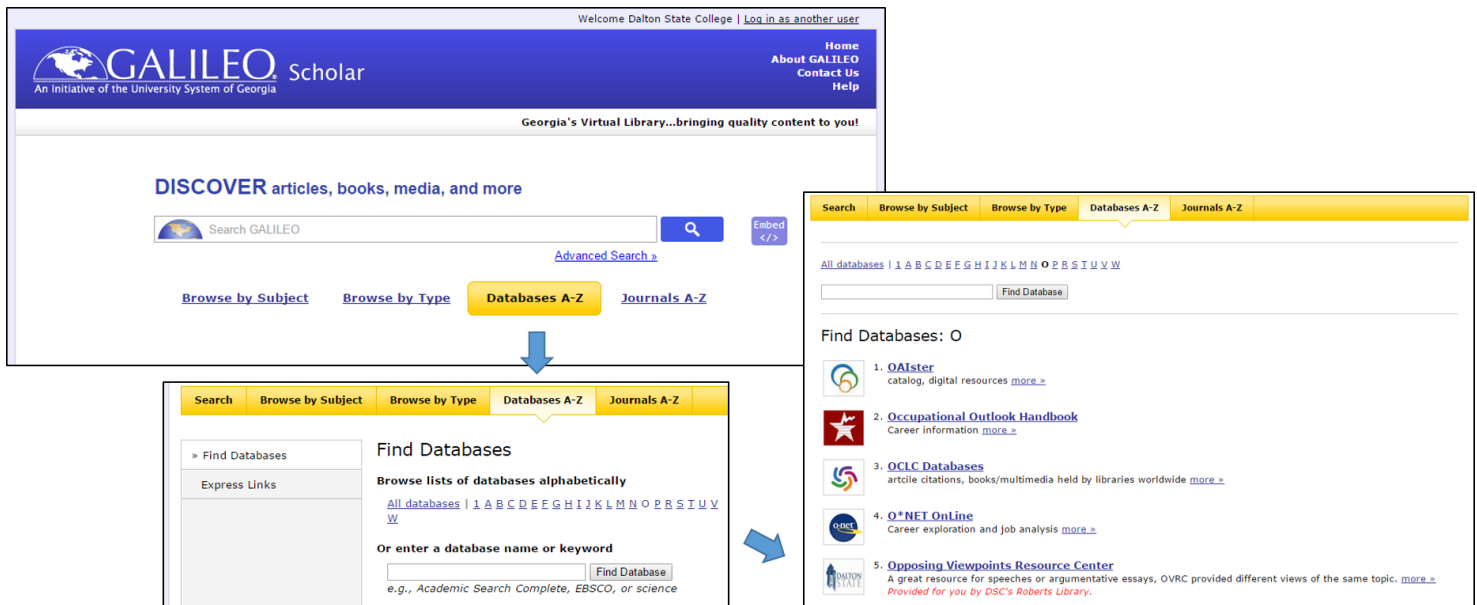 Welcome Dalton State College | Log in as another user
GALILEO® Scholar
An Initiative of the University System of Georgia
Home
About GALILEO
Contact Us
Help
Georgia's Virtual Library...bringing quality content to you!
DISCOVER articles, books, media, and more
Search GALILEO
Embed
</>
Advanced Search »
Browse by Subject Browse by Type Databases A-Z Journals A-Z
Search Browse by Subject Browse by Type Databases A-Z Journals A-Z
» Find Databases
Express Links
Find Databases
Browse lists of databases alphabetically
All databases | 1 A B C D E F G H I J K L M N O P R S T U V
W
Or enter a database name or keyword
Find Database
e.g., Academic Search Complete, EBSCO, or science
Search Browse by Subject Browse by Type Databases A-Z Journals A-Z
All databases | 1 A B C D E F G H I J K L M N O P R S T U V W
Find Database
Find Databases: O
1. OAIster
catalog, digital resources more »
2. Occupational Outlook Handbook
Career information more »
3. OCLC Databases
artcile citations, books/multimedia held by libraries worldwide more »
o·net
4. O*NET OnLine
Career exploration and job analysis more »
DALTON
STATE
5. Opposing Viewpoints Resource Center
A great resource for speeches or argumentative essays, OVRC provided different views of the same topic. more »
Provided for you by DSC's Roberts Library.